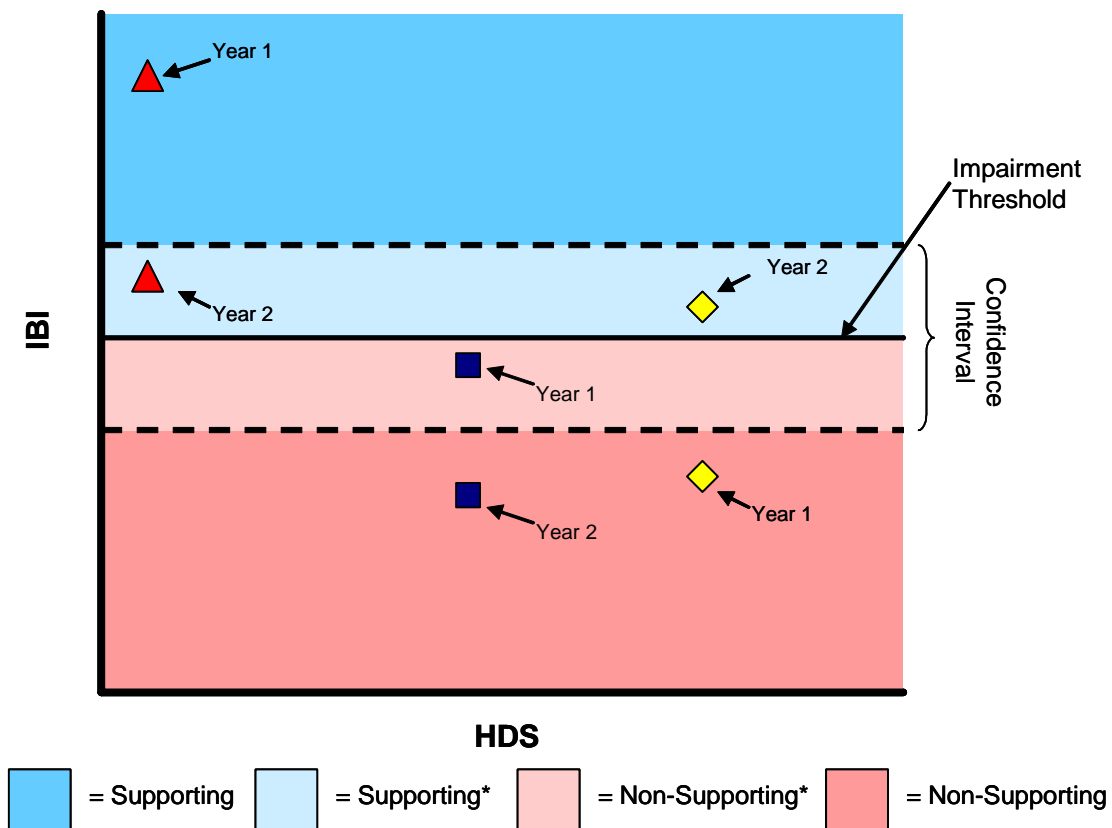 Year 1
Impairment
Threshold
Year 2
Year 2
Confidence
Interval
IBI
Year 1
Year 2
Year 1
HDS
= Supporting
= Supporting*
= Non-Supporting*
= Non-Supporting